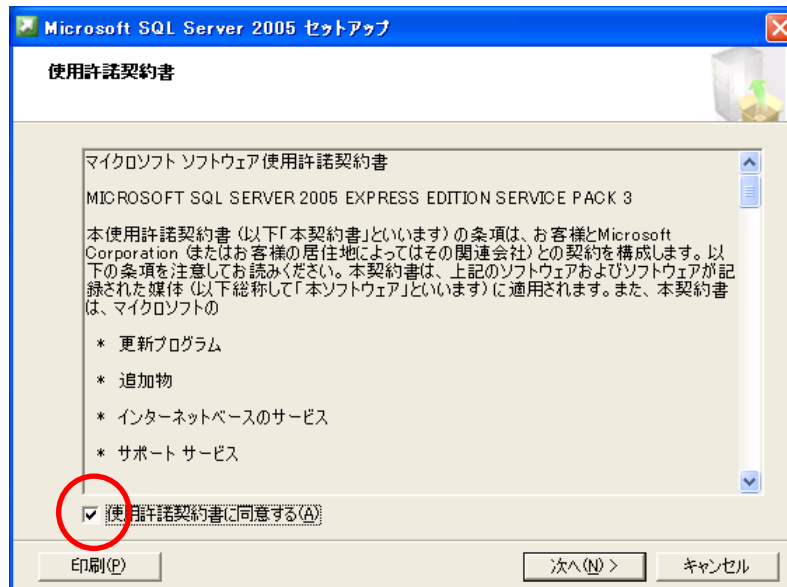 Microsoft SQL Server 2005 セットアップ
使用許諾契約書
マイクロソフト ソフトウェア使用許諾契約書
MICROSOFT SQL SERVER 2005 EXPRESS EDITION SERVICE PACK 3
本使用許諾契約書 (以下「本契約書」といいます) の条項は、お客様とMicrosoft
Corporation (またはお客様の居住地によってはその関連会社) との契約を構成します。以
下の条項を注意してお読みください。本契約書は、上記のソフトウェアおよびソフトウェアが記
録された媒体 (以下総称して「本ソフトウェア」といいます) に適用されます。また、本契約書
は、マイクロソフトの
* 更新プログラム
* 追加物
* インターネットベースのサービス
* サポート サービス
使用許諾契約書に同意する(A)
印刷(P)
次へ(N) >
キャンセル